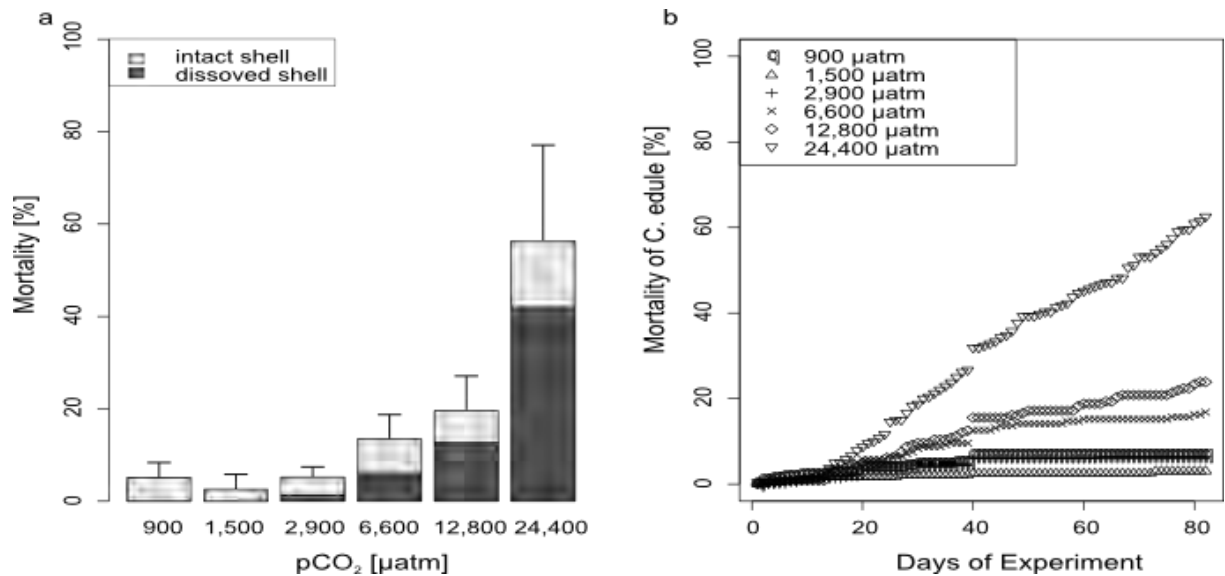 a
100
80
60
40
20
0
Mortality [%]
intact shell
dissoved shell
900 1,500 2,900 6,600 12,800 24,400
pCO₂ [µatm]
b
100
80
60
40
20
0
Mortality of C. edule [%]
900 µatm
1,500 µatm
2,900 µatm
6,600 µatm
12,800 µatm
24,400 µatm
0 20 40 60 80
Days of Experiment